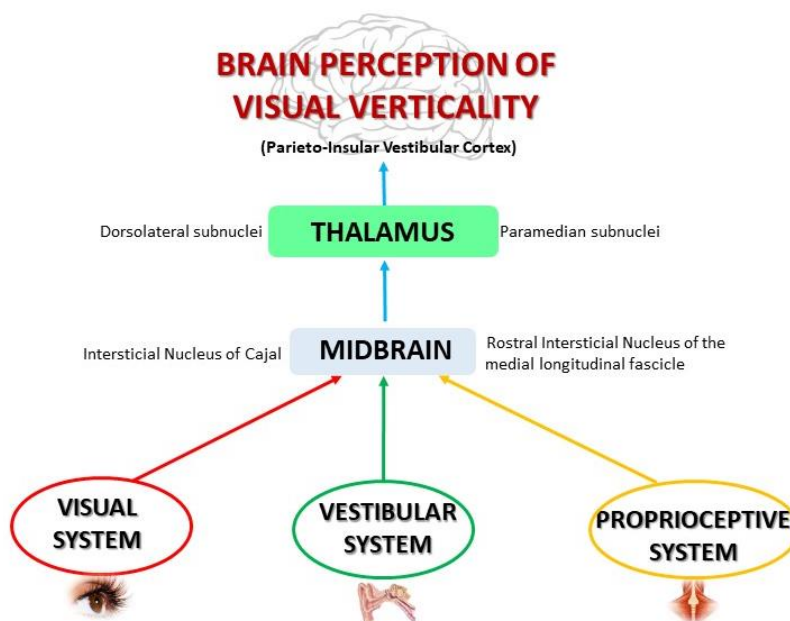 BRAIN PERCEPTION OF
VISUAL VERTICALITY
(Parieto-Insular Vestibular Cortex)
Dorsolateral subnuclei
THALAMUS
Paramedian subnuclei
Intersticial Nucleus of Cajal
MIDBRAIN
Rostral Intersticial Nucleus of the
medial longitudinal fascicle
VISUAL
SYSTEM
VESTIBULAR
SYSTEM
PROPRIOCEPTIVE
SYSTEM